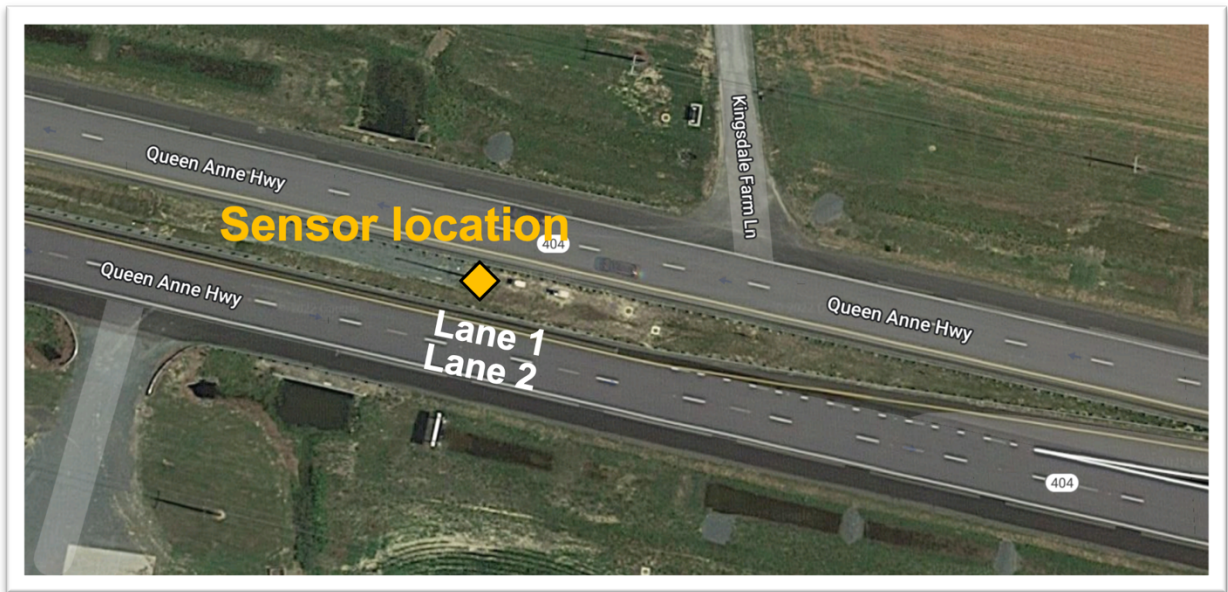 Queen Anne Hwy
Kingsdale Farm Ln
Sensor location
404
Queen Anne Hwy
Queen Anne Hwy
Lane 1
Lane 2
404